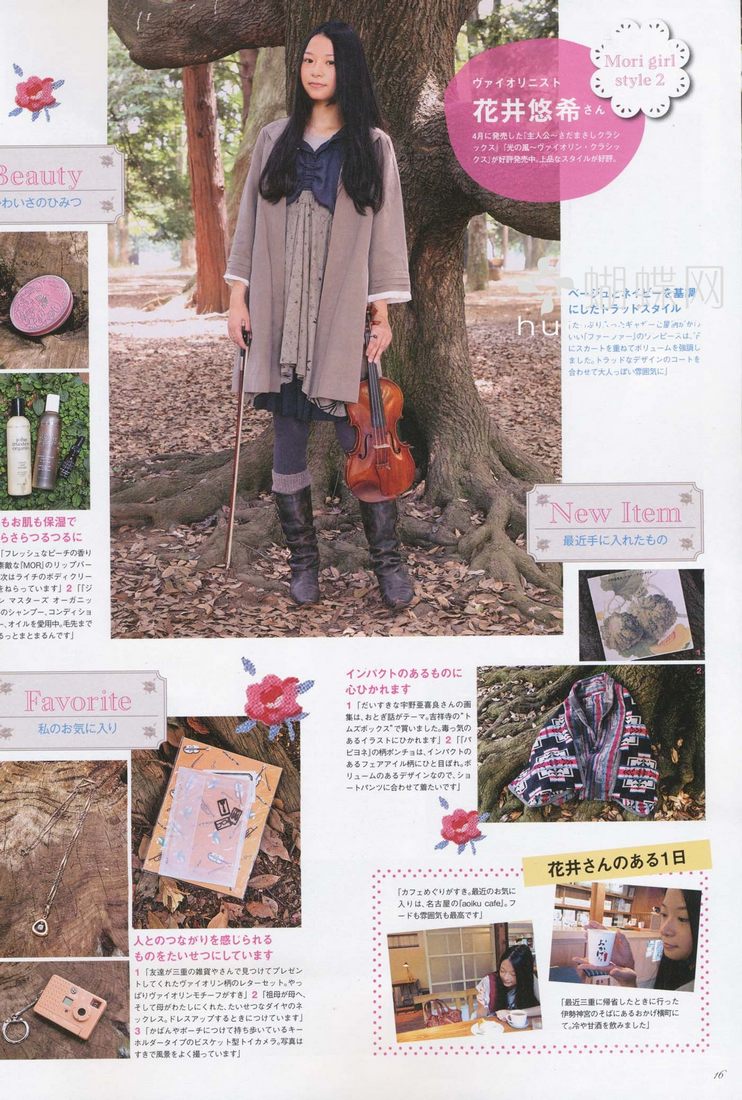 Mori girl
style 2
ヴァイオリニスト
花井悠希さん
4月に発売した「主人公〜さだまさしクラシ
ックス」「光の風〜ヴァイオリン・クラシッ
クス」が好評発売中。上品なスタイルが好評。
Beauty
わいさのひみつ
蝴蝶网
hu
ベージュとネイビーを基調
にしたトラッドスタイル
いい「ファーファー」のワンピースは、
にスカートを重ねてボリュームを強調し
ました。トラッドなデザインのコートを
合わせて大人っぽい雰囲気に」
もお肌も保湿で
らさらつるつるに
「フレッシュなピーチの香り
素敵な「MOR」のリップバー
次はライチのボディクリー
をねらっています」 2 「「ジ
ン マスターズ オーガニッ
のシャンプー、コンディショ
ー、オイルを愛用中。毛先まで
るっとまとまるんです」
New Item
最近手に入れたもの
1
2
インパクトのあるものに
心ひかれます
1 「だいすきな宇野亜喜良さんの画
集は、おとぎ話がテーマ。吉祥寺の"ト
ムズボックス"で買いました。毒っ気の
あるイラストにひかれます」 2 「「パ
ピヨネ」の柄ポンチョは、インパクトの
あるフェアアイル柄にひと目ぼれ。ボ
リュームのあるデザインなので、ショ
ートパンツに合わせて着たいです」
Favorite
私のお気に入り
人とのつながりを感じられる
ものをたいせつにしています
1 「友達が三重の雑貨やさんで見つけてプレゼン
トしてくれたヴァイオリン柄のレターセット。やっ
ぱりヴァイオリンモチーフがすき」 2 「祖母が母へ、
そして母がわたしにくれた、たいせつなダイヤのネ
ックレス。ドレスアップするときにつけています」
3 「かばんやポーチにつけて持ち歩いているキー
ホルダータイプのビスケット型トイカメラ。写真は
すきで風景をよく撮っています」
花井さんのある1日
「カフェめぐりがすき。最近のお気に
入りは、名古屋の「aoiku cafe」。フ
ードも雰囲気も最高です」
「最近三重に帰省したときに行った
伊勢神宮のそばにあるおかげ横町に
て。冷や甘酒を飲みました」
16